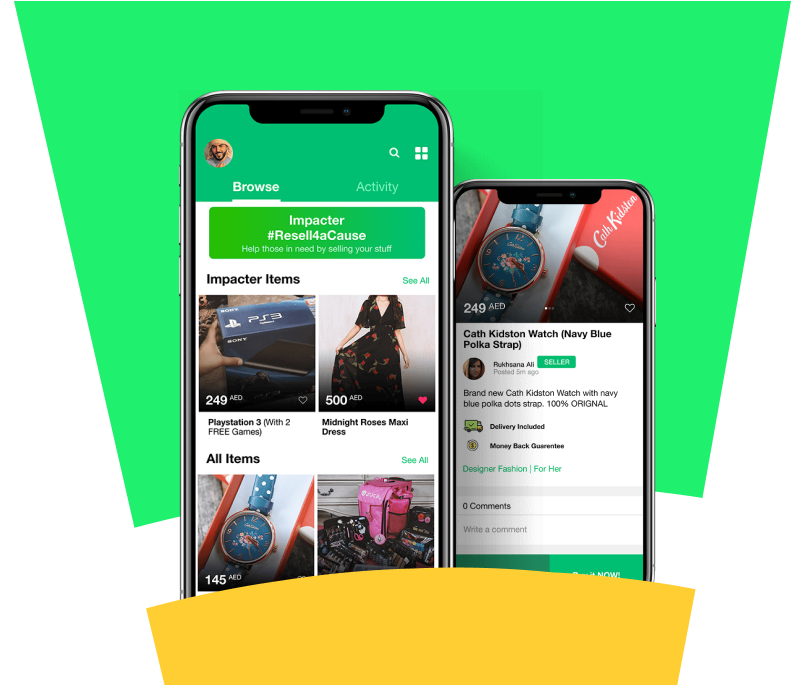 Browse
Activity
Impacter
#Resell4aCause
Help those in need by selling your stuff
Impacter Items
See All
SONY
PS3
SONY
249 AED
500 AED
Playstation 3 (With 2
FREE Games)
Midnight Roses Maxi
Dress
All Items
See All
145 AED
Cath Kidston
249 AED
Cath Kidston Watch (Navy Blue
Polka Strap)
Rukhsana Ali SELLER
Posted 5m ago
Brand new Cath Kidston Watch with navy
blue polka dots strap. 100% ORIGNAL
Delivery Included
Money Back Guarentee
Designer Fashion | For Her
0 Comments
Write a comment
NOW!